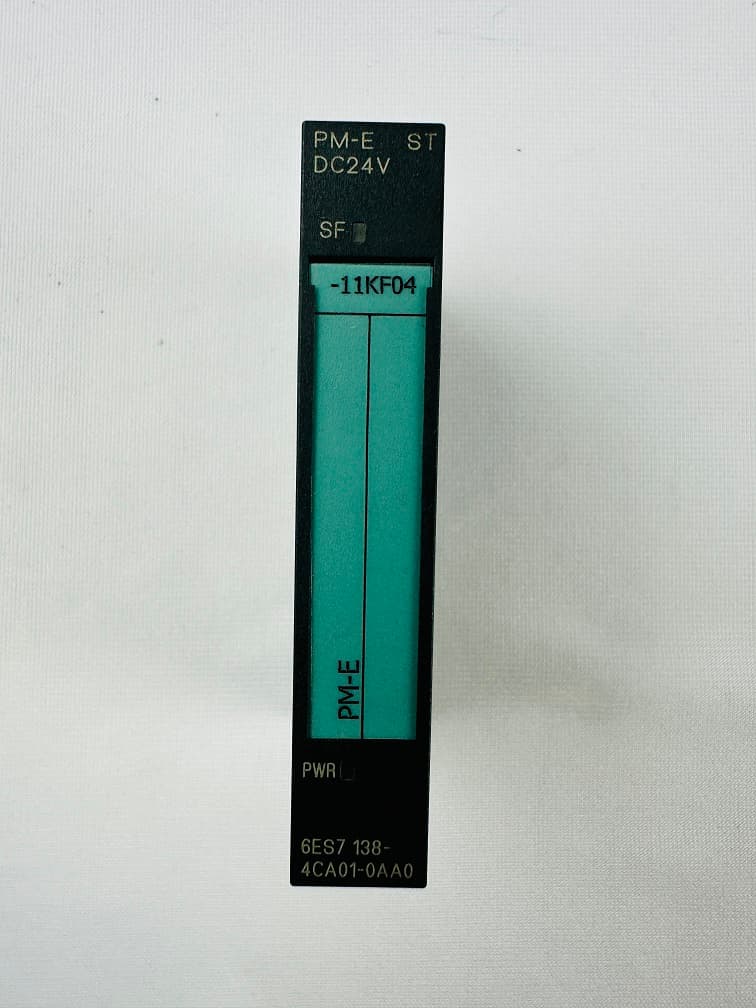 PM-E ST
DC24V
SF
-11KF04
PM-E
PWR
6ES7 138-
4CA01-0AA0